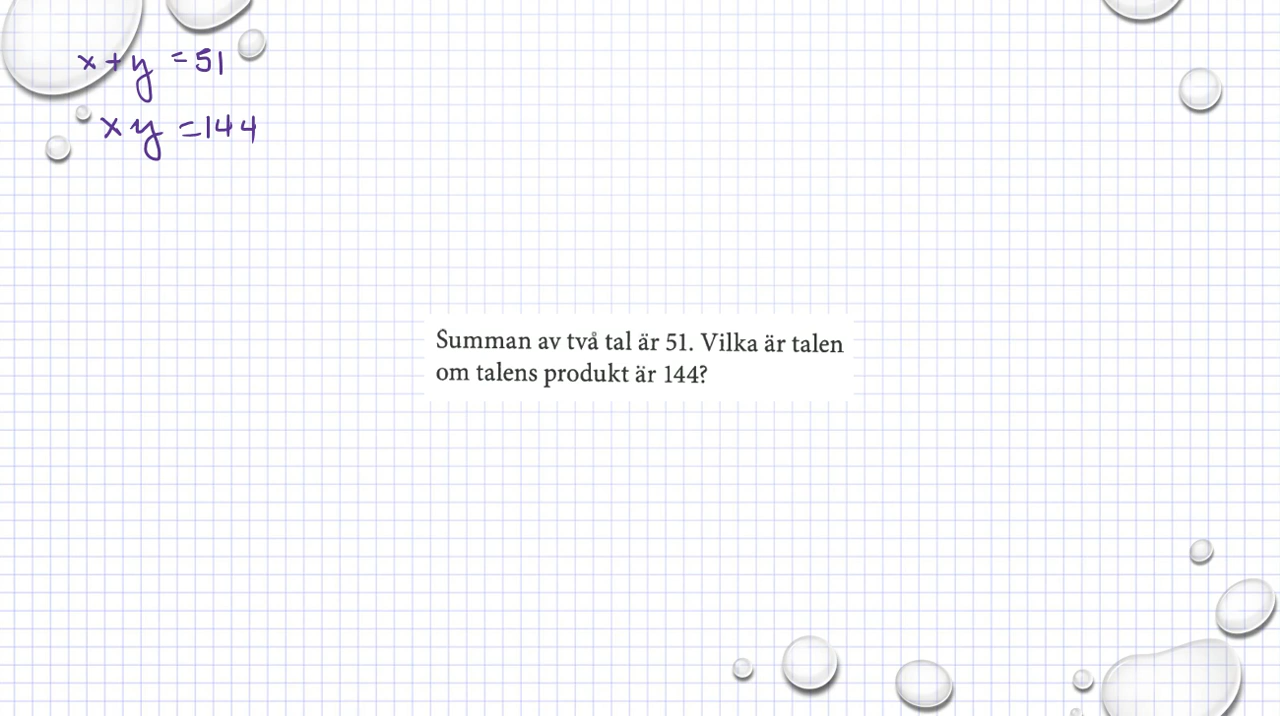 x + y = 51
x y = 144
Summan av två tal är 51. Vilka är talen
om talens produkt är 144?